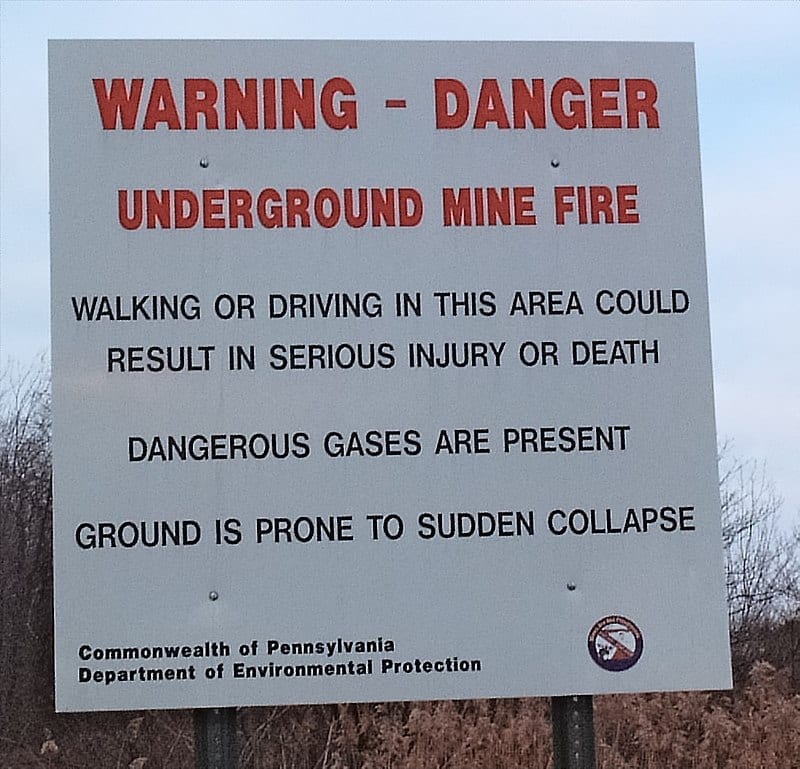 WARNING - DANGER
UNDERGROUND MINE FIRE
WALKING OR DRIVING IN THIS AREA COULD
RESULT IN SERIOUS INJURY OR DEATH
DANGEROUS GASES ARE PRESENT
GROUND IS PRONE TO SUDDEN COLLAPSE
Commonwealth of Pennsylvania
Department of Environmental Protection